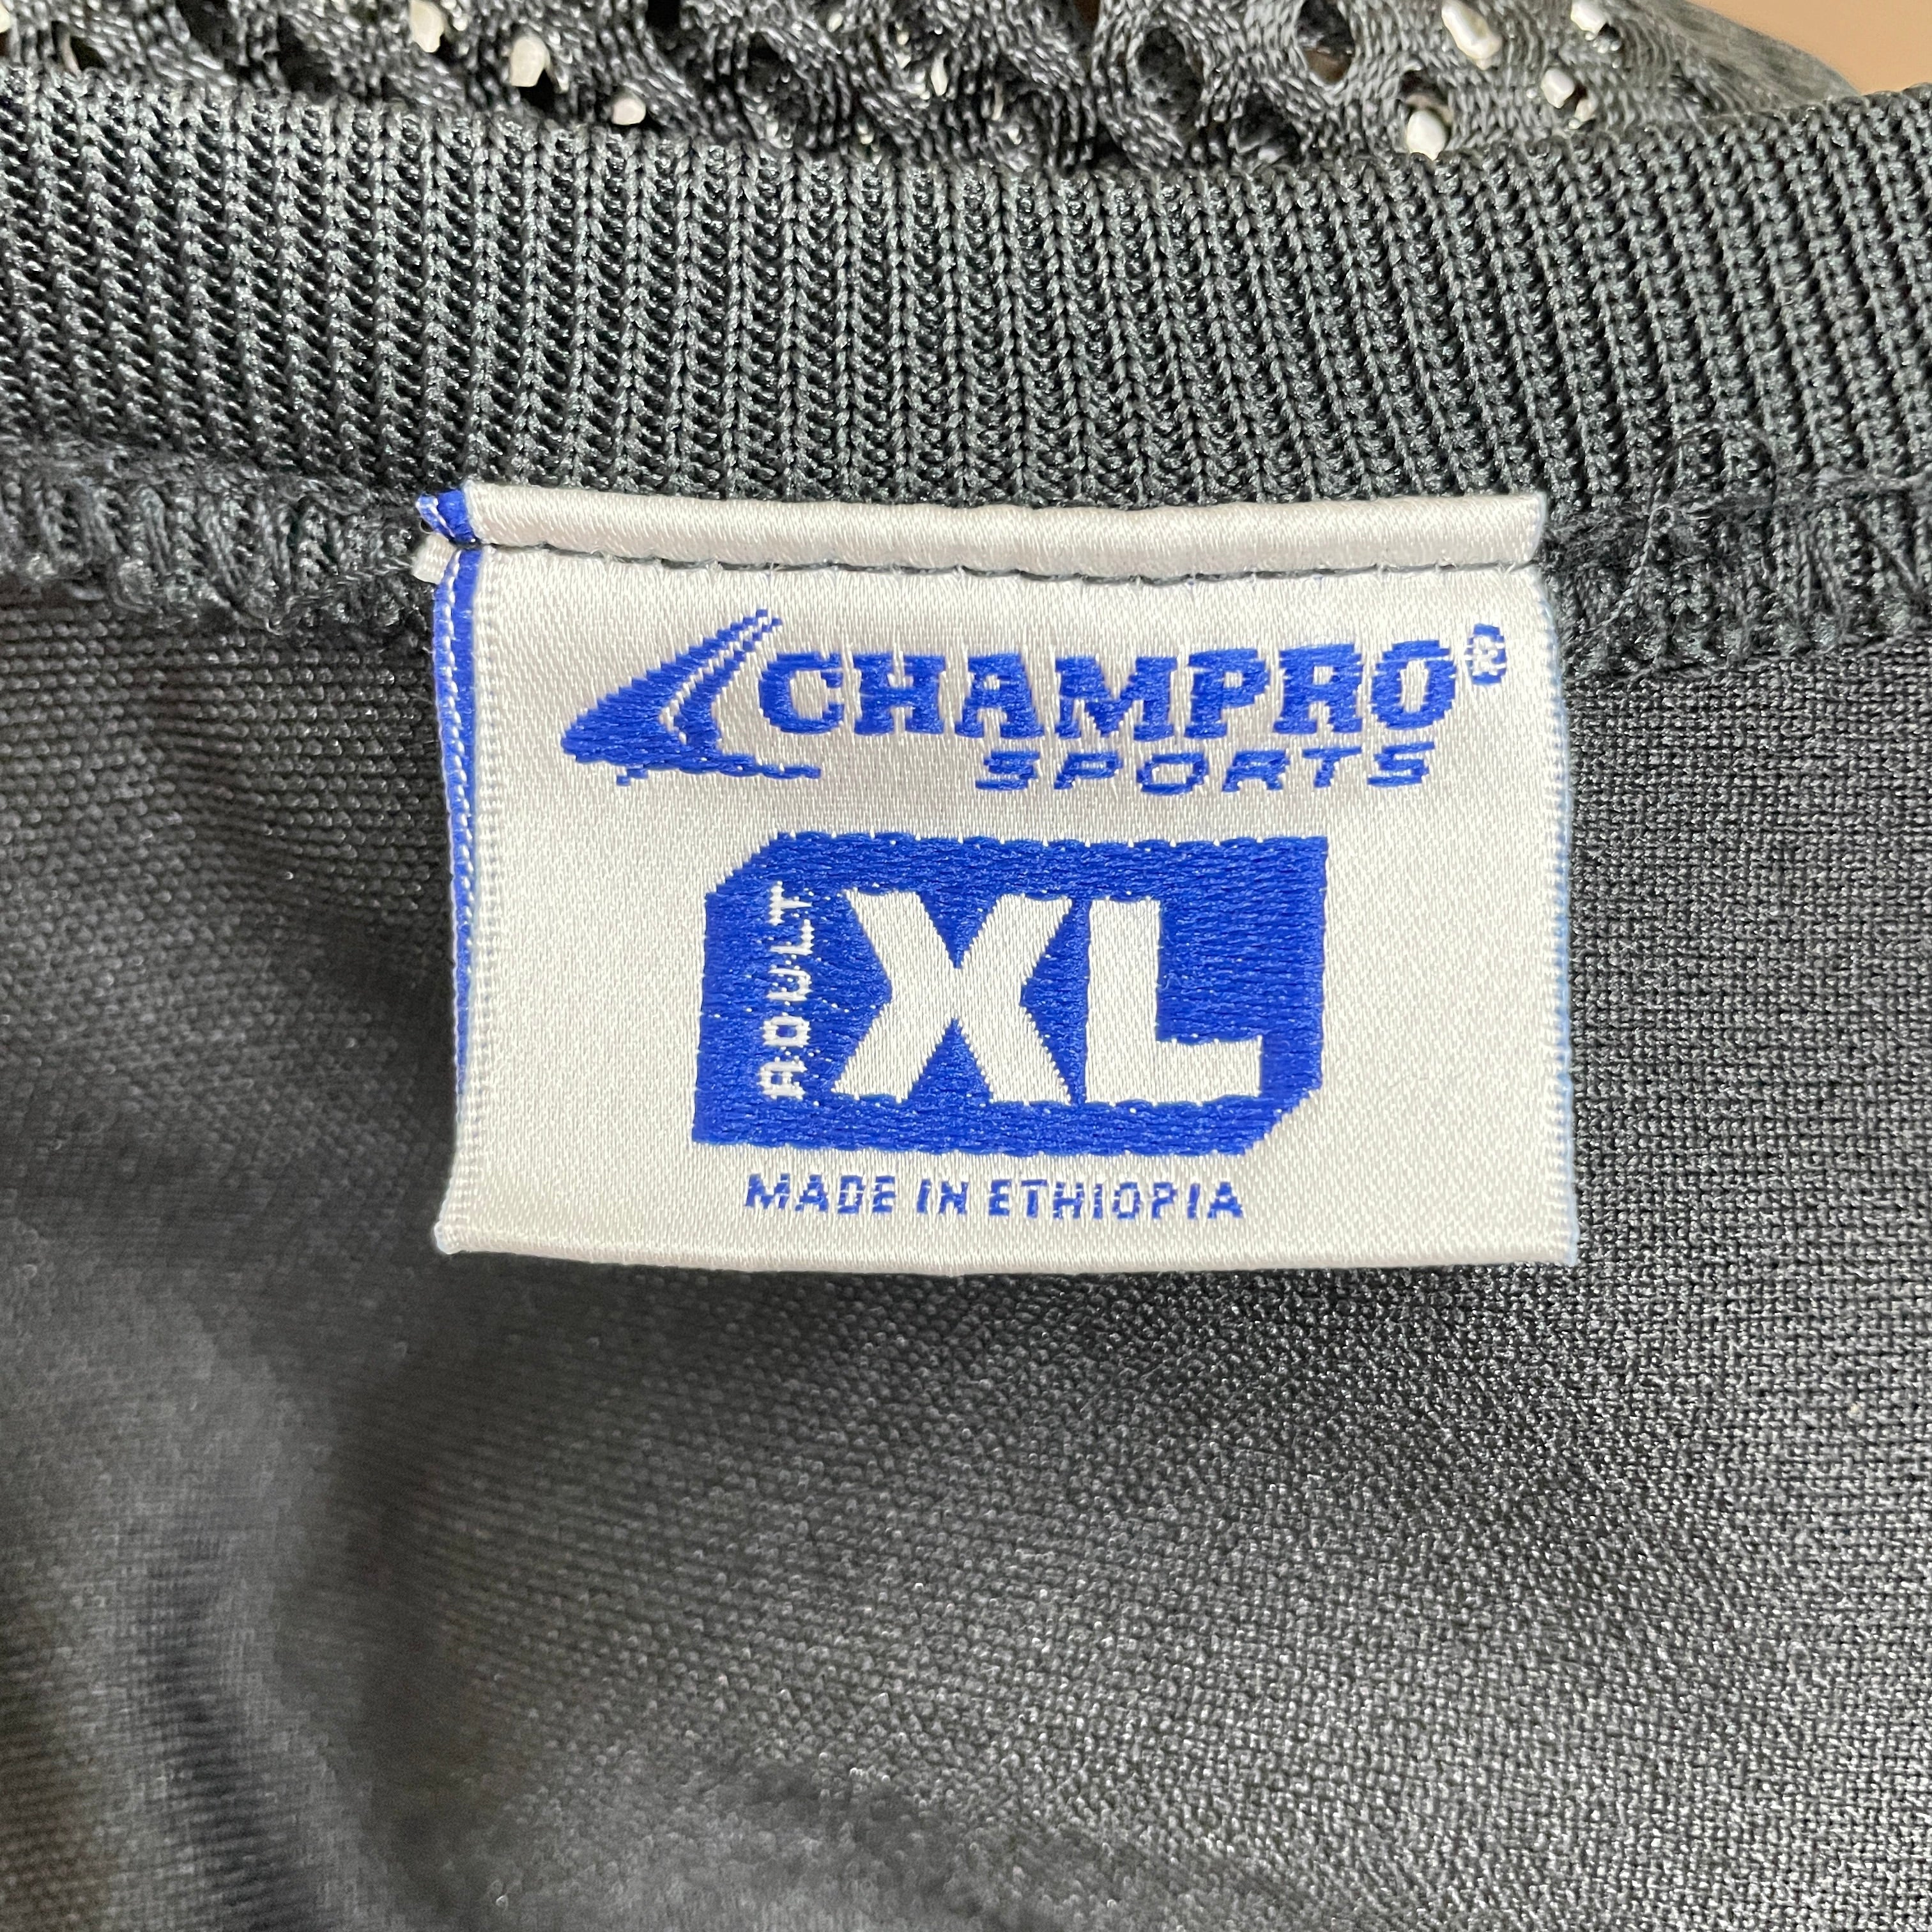 CHAMPRO®
SPORTS
ADULT
XL
MADE IN ETHIOPIA